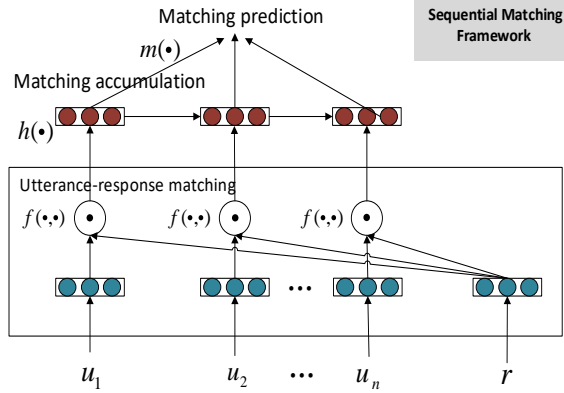 Matching prediction
Sequential Matching
Framework
m(•)
Matching accumulation
h(•)
Utterance-response matching
f(•,•) f(•,•) f(•,•)
•••
u1 u2 ••• un r